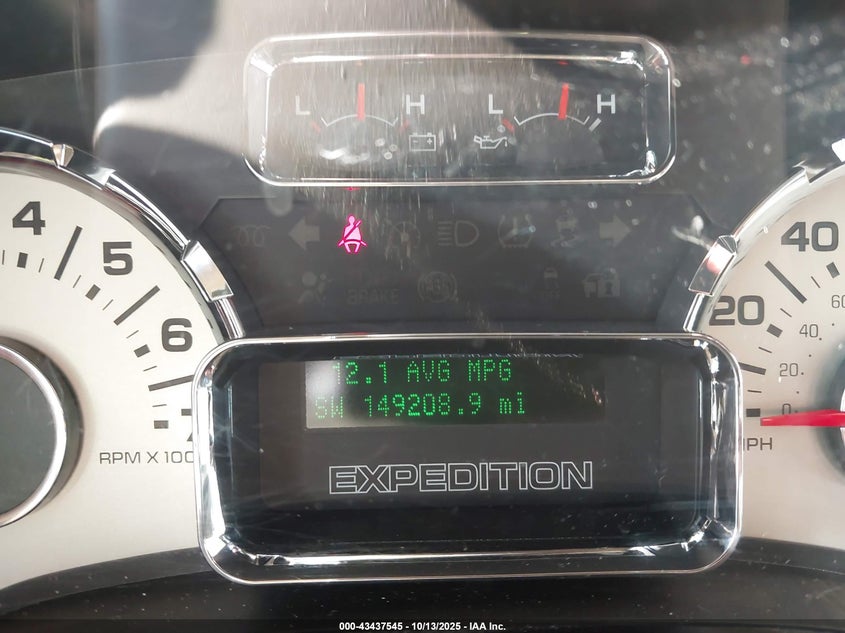 L H L H
4
5
6
7
RPM X 100
BRAKE
40
20
60
40
20
0
MPH
12.1 AVG MPG
SW 149208.9 mi
EXPEDITION
000-43437545 - 10/13/2025 - IAA Inc.